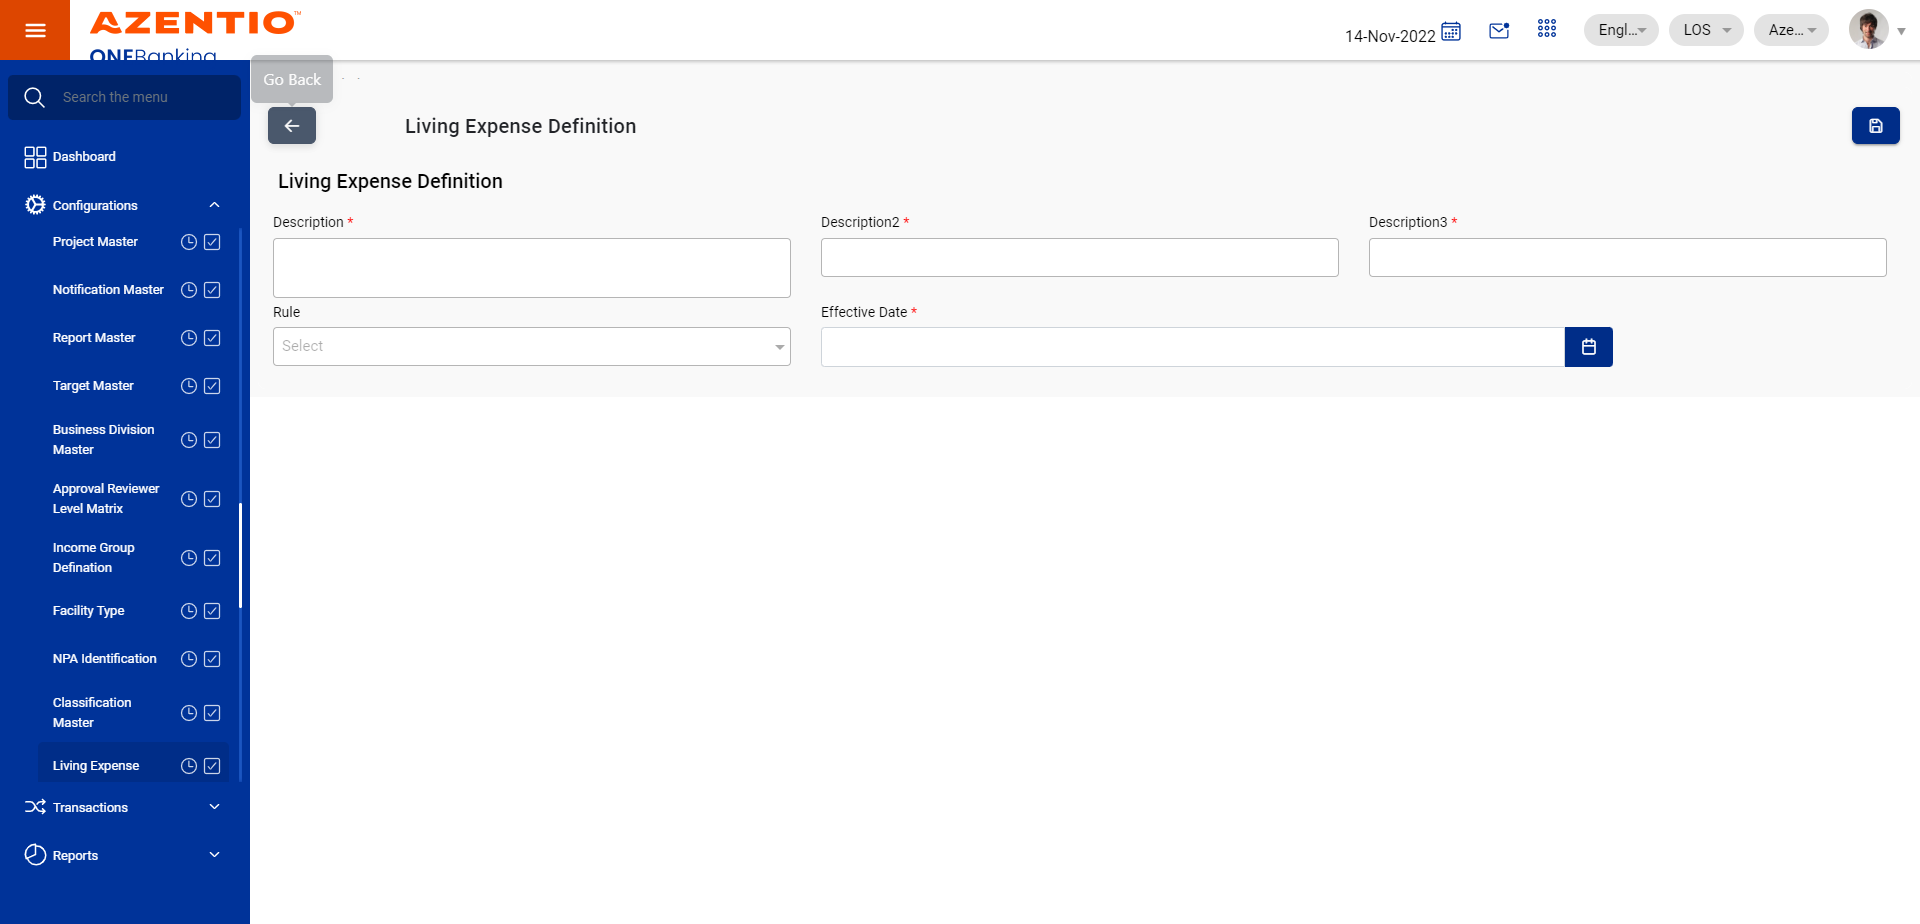 AZENTIO™
ONEBanking
14-Nov-2022
Engl...
LOS
Aze...
Search the menu
Go Back
Living Expense Definition
Dashboard
Living Expense Definition
Configurations
Description *
Description2 *
Description3 *
Project Master
Notification Master
Rule
Effective Date *
Report Master
Select
Target Master
Business Division
Master
Approval Reviewer
Level Matrix
Income Group
Defination
Facility Type
NPA Identification
Classification
Master
Living Expense
Transactions
Reports